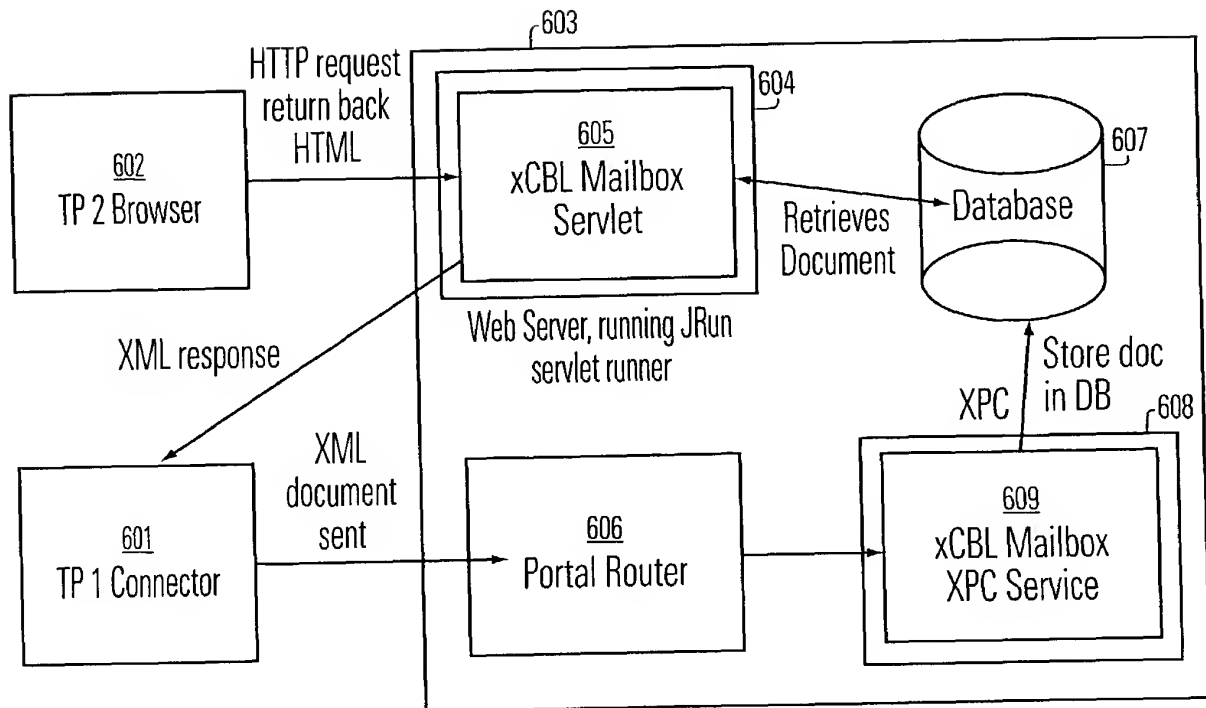 603
HTTP request
return back
HTML
604
602
TP 2 Browser
605
xCBL Mailbox
Servlet
607
Database
Retrieves
Document
Web Server, running JRun
servlet runner
XML response
Store doc
in DB
XPC
608
XML
document
sent
601
TP 1 Connector
606
Portal Router
609
xCBL Mailbox
XPC Service